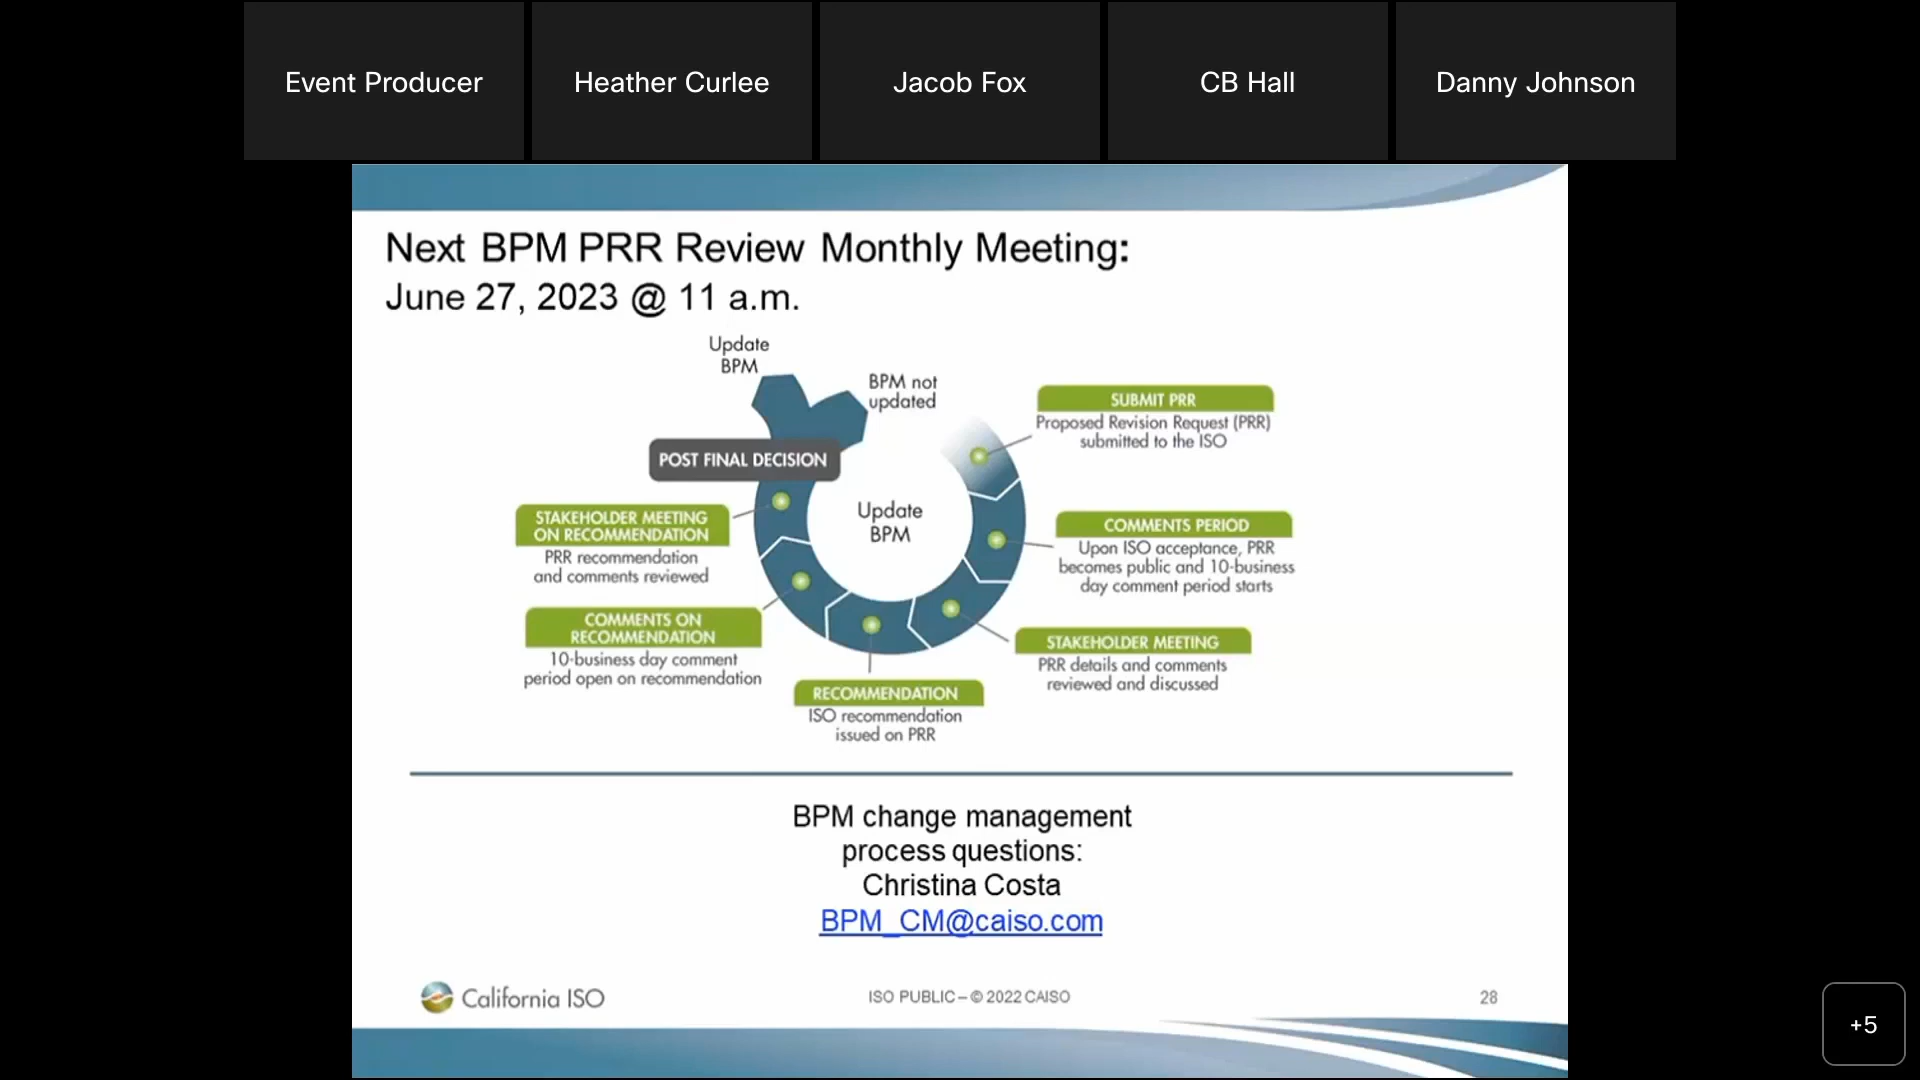 Event Producer
Heather Curlee
Jacob Fox
CB Hall
Danny Johnson
Next BPM PRR Review Monthly Meeting:
June 27, 2023 @ 11 a.m.
Update
BPM
BPM not
updated
SUBMIT PRR
Proposed Revision Request (PRR)
submitted to the ISO
POST FINAL DECISION
Update
BPM
COMMENTS PERIOD
Upon ISO acceptance, PRR
becomes public and 10-business
day comment period starts
STAKEHOLDER MEETING
ON RECOMMENDATION
PRR recommendation
and comments reviewed
COMMENTS ON
RECOMMENDATION
10-business day comment
period open on recommendation
STAKEHOLDER MEETING
PRR details and comments
reviewed and discussed
RECOMMENDATION
ISO recommendation
issued on PRR
BPM change management
process questions:
Christina Costa
BPM_CM@caiso.com
California ISO
ISO PUBLIC – © 2022 CAISO
28
+5